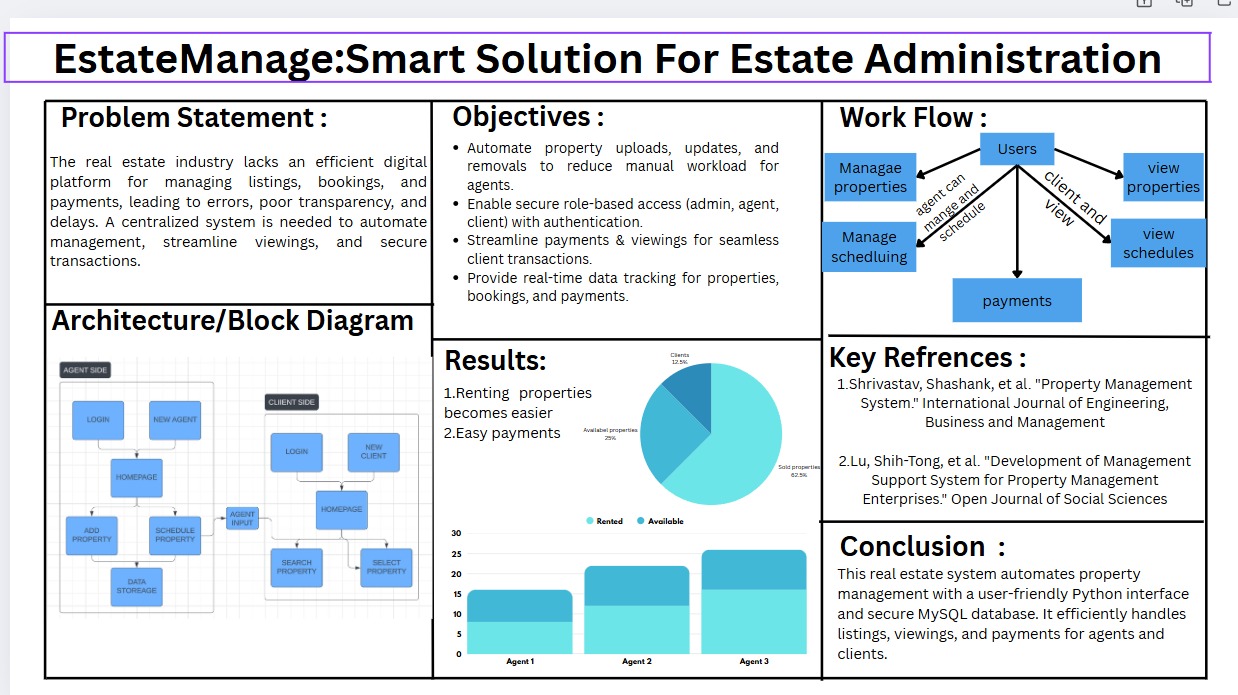 EstateManage:Smart Solution For Estate Administration
Problem Statement :
The real estate industry lacks an efficient digital
platform for managing listings, bookings, and
payments, leading to errors, poor transparency, and
delays. A centralized system is needed to automate
management, streamline viewings, and secure
transactions.
Architecture/Block Diagram
AGENT SIDE
LOGIN
NEW AGENT
HOMEPAGE
ADD
PROPERTY
SCHEDULE
PROPERTY
DATA
STOREAGE
AGENT
INPUT
CLIIENT SIDE
LOGIN
NEW
CLIENT
HOMEPAGE
SEARCH
PROPERTY
SELECT
PROPERTY
Objectives :
• Automate property uploads, updates, and
removals to reduce manual workload for
agents.
• Enable secure role-based access (admin, agent,
client) with authentication.
• Streamline payments & viewings for seamless
client transactions.
• Provide real-time data tracking for properties,
bookings, and payments.
Results:
1.Renting properties
becomes easier
2.Easy payments
Clients
12.5%
Availabel properties
25%
Sold properties
62.5%
Rented
Available
30
25
20
15
10
5
0
Agent 1
Agent 2
Agent 3
Work Flow :
Users
Managae
properties
view
properties
agent can
mange and
schedule
client and
view
Manage
schedluing
view
schedules
payments
Key Refrences :
1.Shrivastav, Shashank, et al. "Property Management
System." International Journal of Engineering,
Business and Management
2.Lu, Shih-Tong, et al. "Development of Management
Support System for Property Management
Enterprises." Open Journal of Social Sciences
Conclusion :
This real estate system automates property
management with a user-friendly Python interface
and secure MySQL database. It efficiently handles
listings, viewings, and payments for agents and
clients.